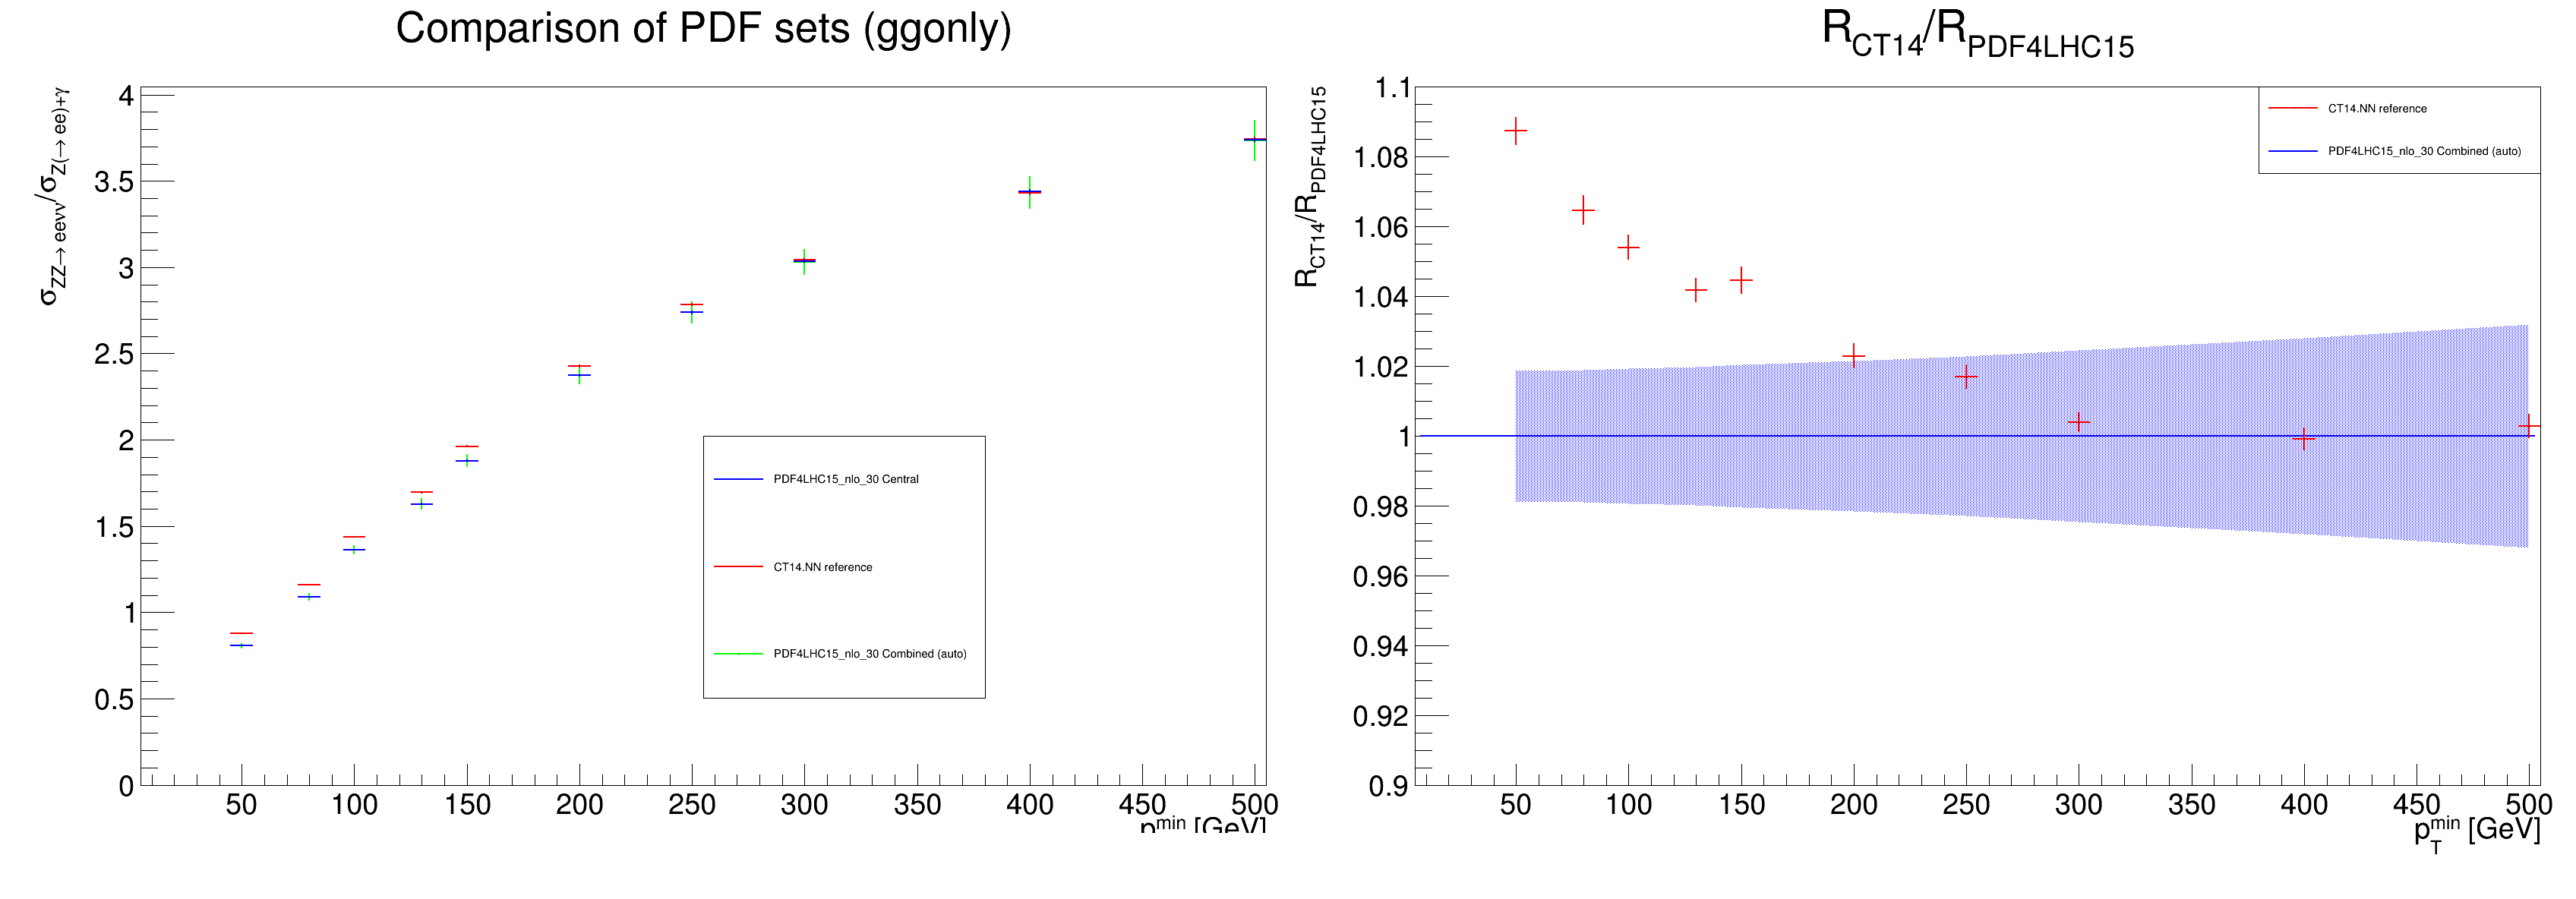 Comparison of PDF sets (ggonly)
σZZ→ eeνν/σZ(→ ee)+γ
4
3.5
3
2.5
2
1.5
1
0.5
0
PDF4LHC15_nlo_30 Central
CT14.NN reference
PDF4LHC15_nlo_30 Combined (auto)
50 100 150 200 250 300 350 400 450 500
pmin [GeV]
RCT14/RPDF4LHC15
RCT14/RPDF4LHC15
1.1
1.08
1.06
1.04
1.02
1
0.98
0.96
0.94
0.92
0.9
CT14.NN reference
PDF4LHC15_nlo_30 Combined (auto)
50 100 150 200 250 300 350 400 450 500
pTmin [GeV]